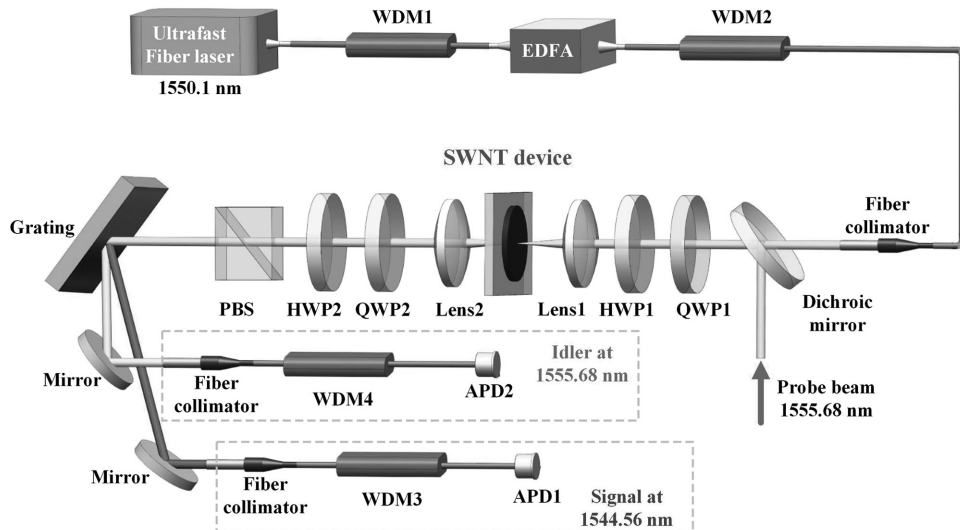 WDM1
WDM2
Ultrafast
Fiber laser
EDFA
1550.1 nm
SWNT device
Grating
Fiber
collimator
PBS
HWP2
QWP2
Lens2
Lens1
HWP1
QWP1
Dichroic
mirror
Mirror
Fiber
collimator
WDM4
APD2
Idler at
1555.68 nm
Probe beam
1555.68 nm
Mirror
Fiber
collimator
WDM3
APD1
Signal at
1544.56 nm